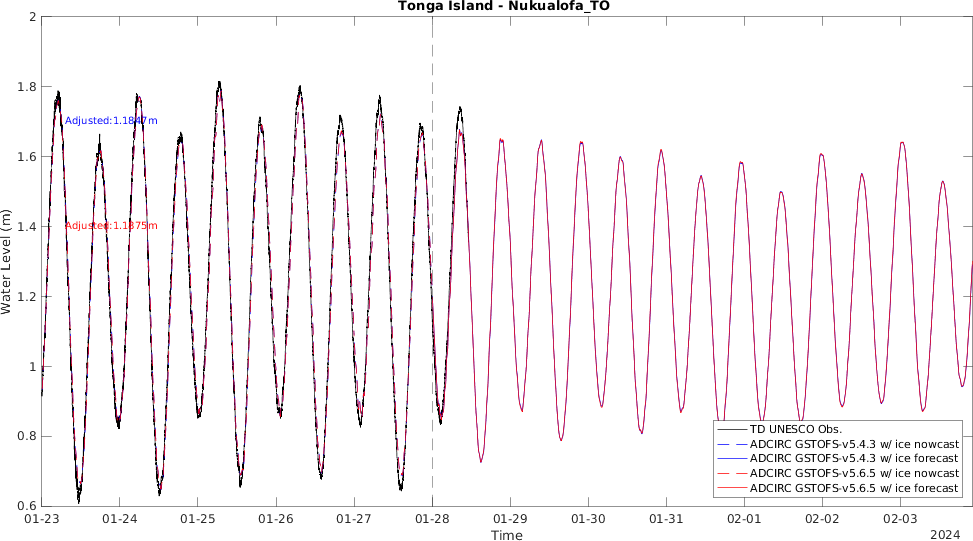 Tonga Island - Nukualofa_TO
2
1.8
1.6
1.4
1.2
1
0.8
0.6
Water Level (m)
Adjusted:1.1847m
Adjusted:1.1375m
TD UNESCO Obs.
ADCIRC GSTOFS-v5.4.3 w/ ice nowcast
ADCIRC GSTOFS-v5.4.3 w/ ice forecast
ADCIRC GSTOFS-v5.6.5 w/ ice nowcast
ADCIRC GSTOFS-v5.6.5 w/ ice forecast
01-23 01-24 01-25 01-26 01-27 01-28 01-29 01-30 01-31 02-01 02-02 02-03
Time
2024